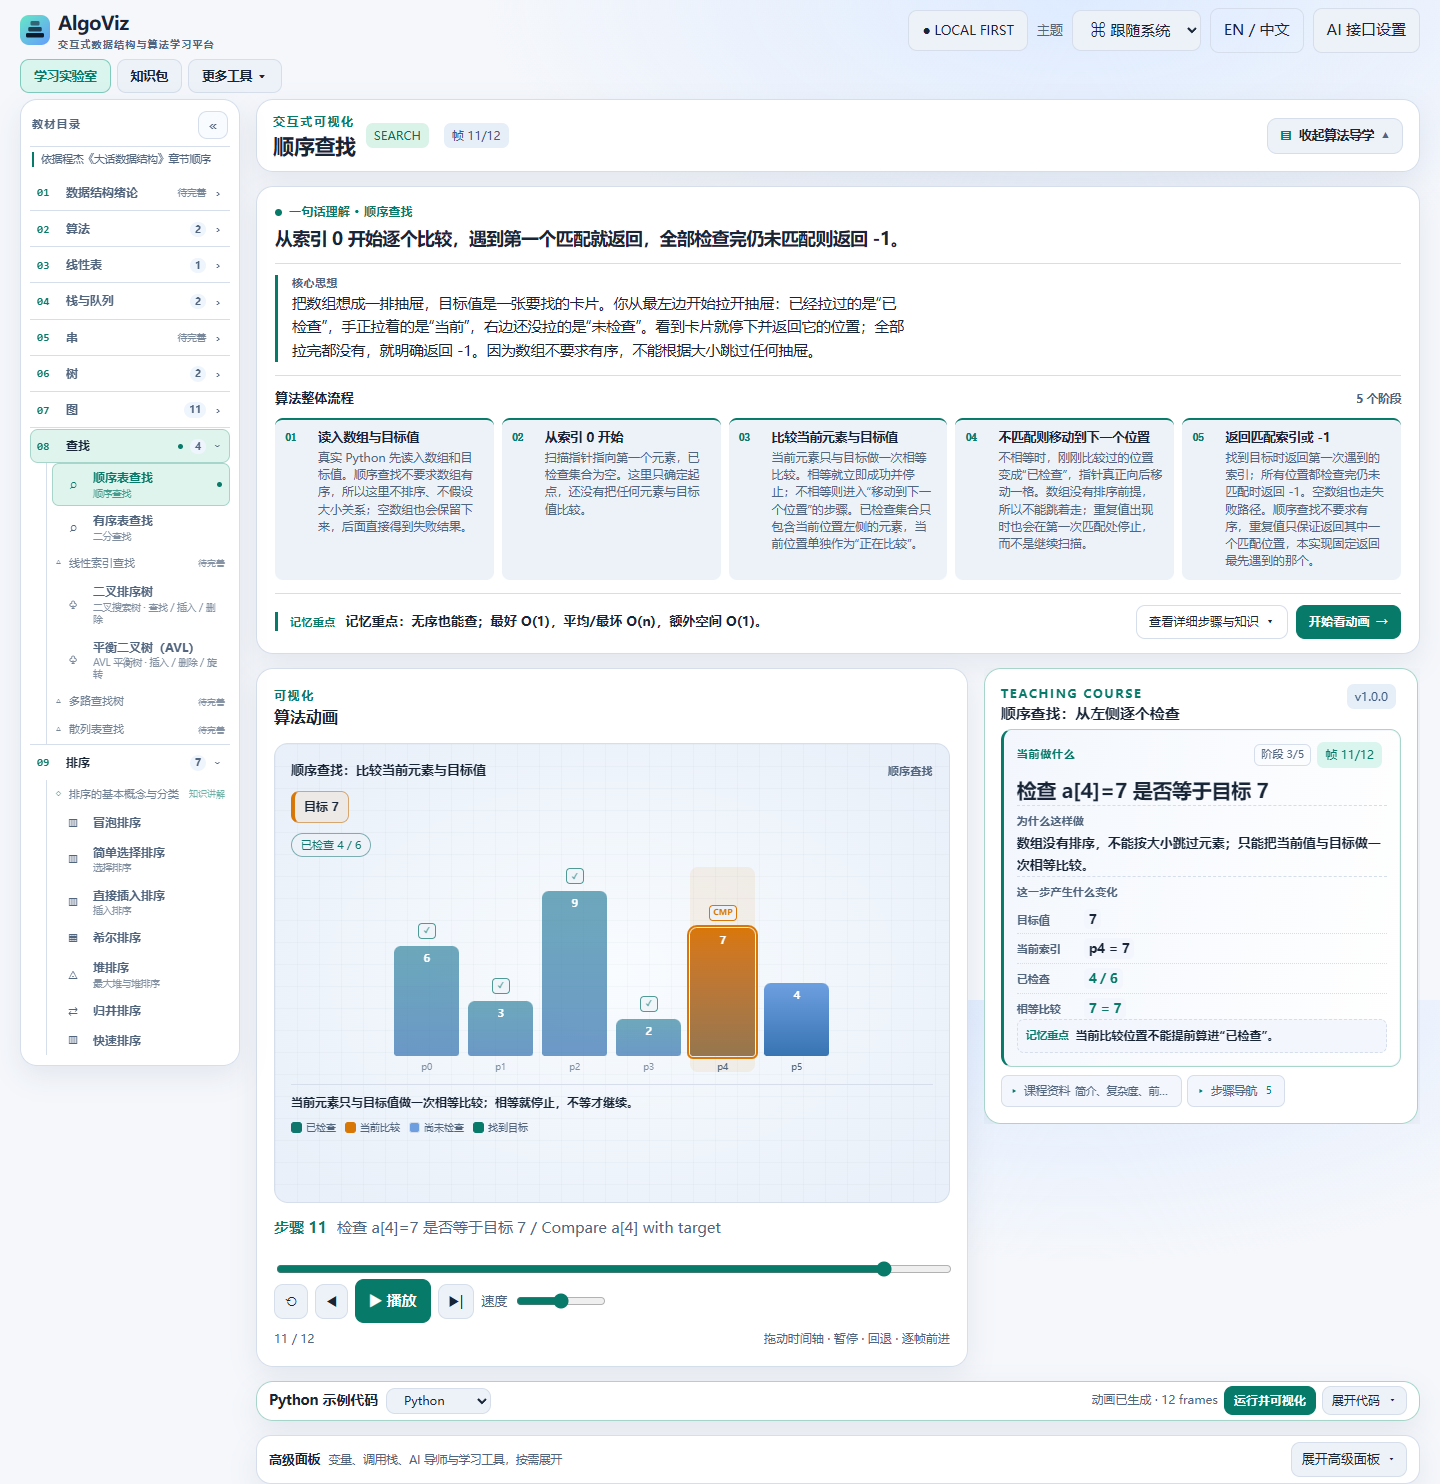 AlgoViz
交互式数据结构与算法学习平台
● LOCAL FIRST
主题
⌘ 跟随系统
EN / 中文
AI 接口设置
学习实验室
知识包
更多工具
教材目录
«
依据程杰《大话数据结构》章节顺序
01 数据结构绪论 待完善 ›
02 算法 2 ›
03 线性表 1 ›
04 栈与队列 2 ›
05 串 待完善 ›
06 树 2 ›
07 图 11 ›
08 查找 4
顺序表查找
顺序查找
有序表查找
二分查找
线性索引查找 待完善
二叉排序树
二叉搜索树 · 查找 / 插入 / 删
除
平衡二叉树（AVL）
AVL 平衡树 · 插入 / 删除 / 旋
转
多路查找树 待完善
散列表查找 待完善
09 排序 7
排序的基本概念与分类 知识讲解
冒泡排序
简单选择排序
选择排序
直接插入排序
插入排序
希尔排序
堆排序
最大堆与堆排序
归并排序
快速排序
交互式可视化
顺序查找
SEARCH
帧 11/12
收起算法导学
一句话理解 • 顺序查找
从索引 0 开始逐个比较，遇到第一个匹配就返回，全部检查完仍未匹配则返回 -1。
核心思想
把数组想成一排抽屉，目标值是一张要找的卡片。你从最左边开始拉开抽屉：已经拉过的是“已
检查”，手正拉着的是“当前”，右边还没拉的是“未检查”。看到卡片就停下并返回它的位置；全部
拉完都没有，就明确返回 -1。因为数组不要求有序，不能根据大小跳过任何抽屉。
算法整体流程
5 个阶段
01 读入数组与目标值
真实 Python 先读入数组和目
标值。顺序查找不要求数组有
序，所以这里不排序、不假设
大小关系；空数组也会保留下
来，后面直接得到失败结果。
02 从索引 0 开始
扫描指针指向第一个元素，已
检查集合为空。这里只确定起
点，还没有把任何元素与目标
值比较。
03 比较当前元素与目标值
当前元素只与目标做一次相等
比较。相等就立即成功并停
止；不相等则进入“移动到下一
个位置”的步骤。已检查集合只
包含当前位置左侧的元素，当
前位置单独作为“正在比较”。
04 不匹配则移动到下一个位置
不相等时，刚刚比较过的位置
变成“已检查”，指针真正向后移
动一格。数组没有排序前提，
所以不能跳着走；重复值出现
时也会在第一次匹配处停止，
而不是继续扫描。
05 返回匹配索引或 -1
找到目标时返回第一次遇到的
索引；所有位置都检查完仍未
匹配时返回 -1。空数组也走失
败路径。顺序查找不要求有
序，重复值只保证返回其中一
个匹配位置，本实现固定返回
最先遇到的那个。
记忆重点 记忆重点：无序也能查；最好 O(1)，平均/最坏 O(n)，额外空间 O(1)。
查看详细步骤与知识
开始看动画 →
可视化
算法动画
顺序查找：比较当前元素与目标值
顺序查找
目标 7
已检查 4 / 6
✓
6
p0
✓
3
p1
✓
9
p2
✓
2
p3
CMP
7
p4
4
p5
当前元素只与目标值做一次相等比较；相等就停止，不等才继续。
已检查 当前比较 尚未检查 找到目标
步骤 11 检查 a[4]=7 是否等于目标 7 / Compare a[4] with target
▶ 播放
速度
11 / 12
拖动时间轴 · 暂停 · 回退 · 逐帧前进
TEACHING COURSE
顺序查找：从左侧逐个检查
v1.0.0
当前做什么
阶段 3/5
帧 11/12
检查 a[4]=7 是否等于目标 7
为什么这样做
数组没有排序，不能按大小跳过元素；只能把当前值与目标做一
次相等比较。
这一步产生什么变化
目标值 7
当前索引 p4 = 7
已检查 4 / 6
相等比较 7 = 7
记忆重点 当前比较位置不能提前算进“已检查”。
课程资料 简介、复杂度、前...
步骤导航 5
Python 示例代码
Python
动画已生成 · 12 frames
运行并可视化
展开代码
高级面板 变量、调用栈、AI 导师与学习工具，按需展开
展开高级面板